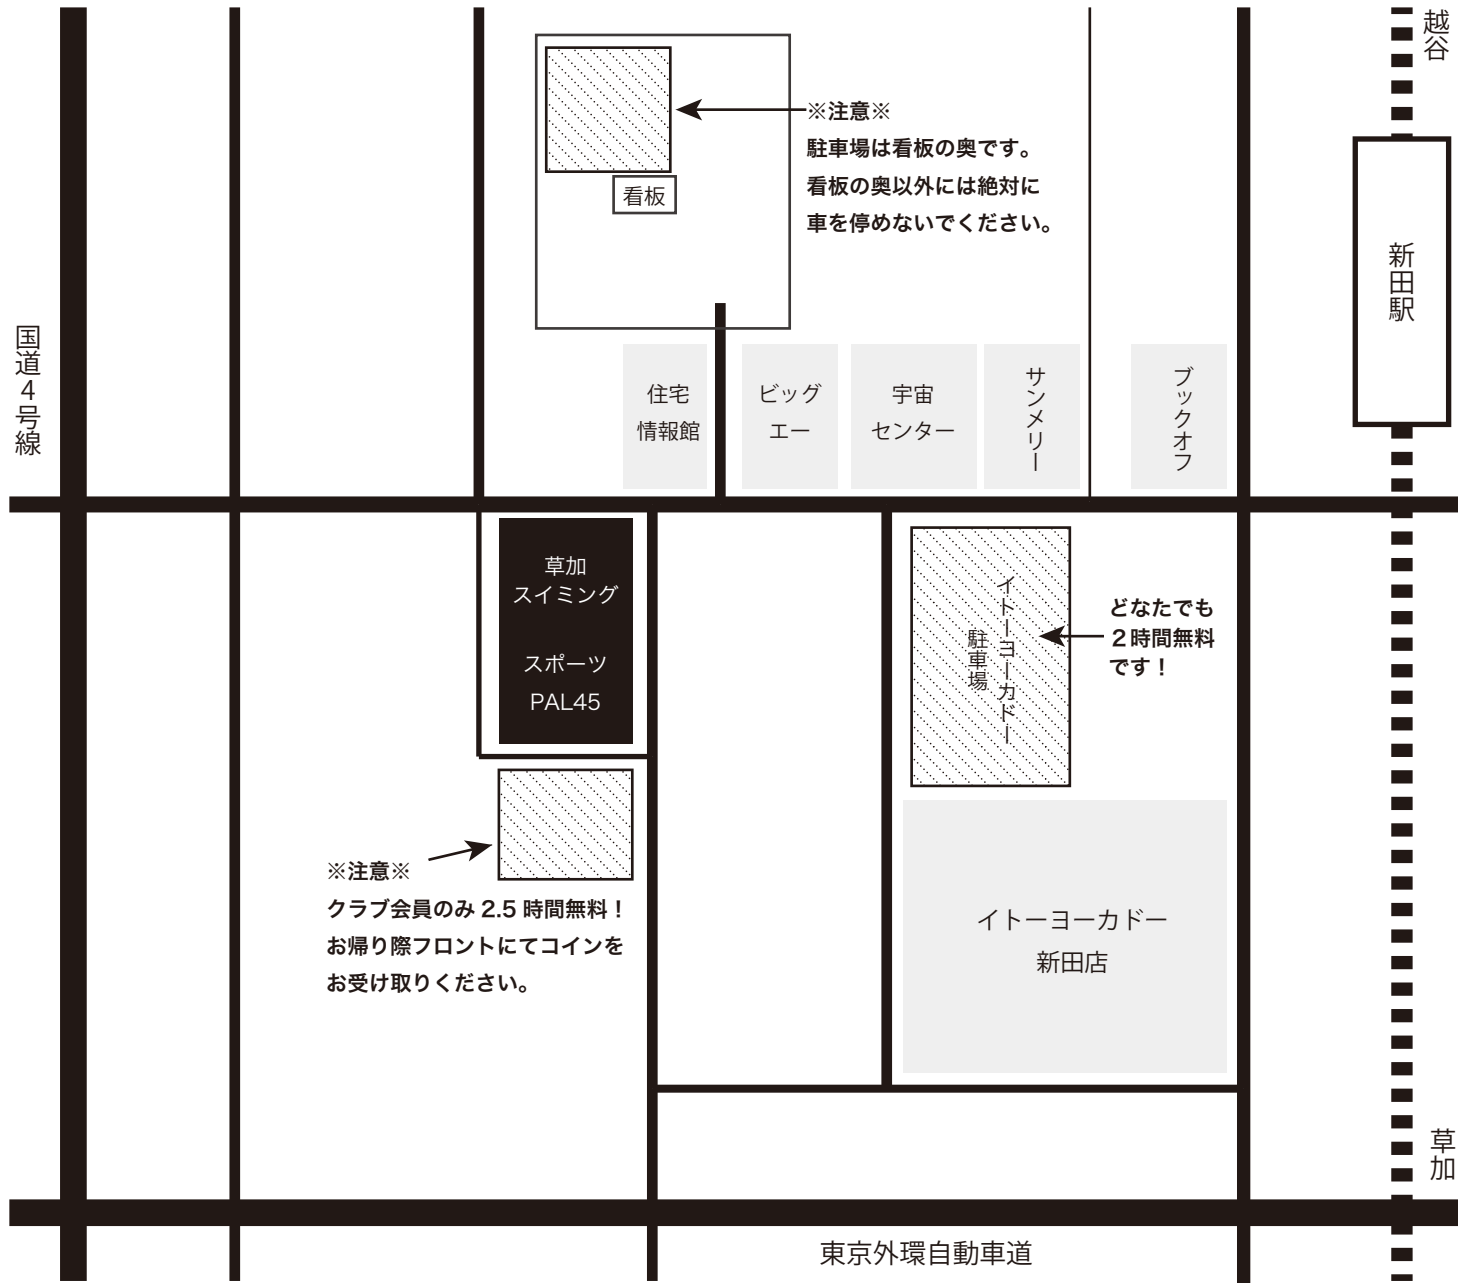 越谷
※注意※
駐車場は看板の奥です。
看板の奥以外には絶対に
車を停めないでください。
看板
新田駅
国道4号線
住宅
情報館
ビッグ
エー
宇宙
センター
サンメリー
ブックオフ
草加
スイミング
スポーツ
PAL45
イトーヨーカドー
駐車場
どなたでも
2時間無料
です！
※注意※
クラブ会員のみ 2.5 時間無料！
お帰り際フロントにてコインを
お受け取りください。
イトーヨーカドー
新田店
草加
東京外環自動車道